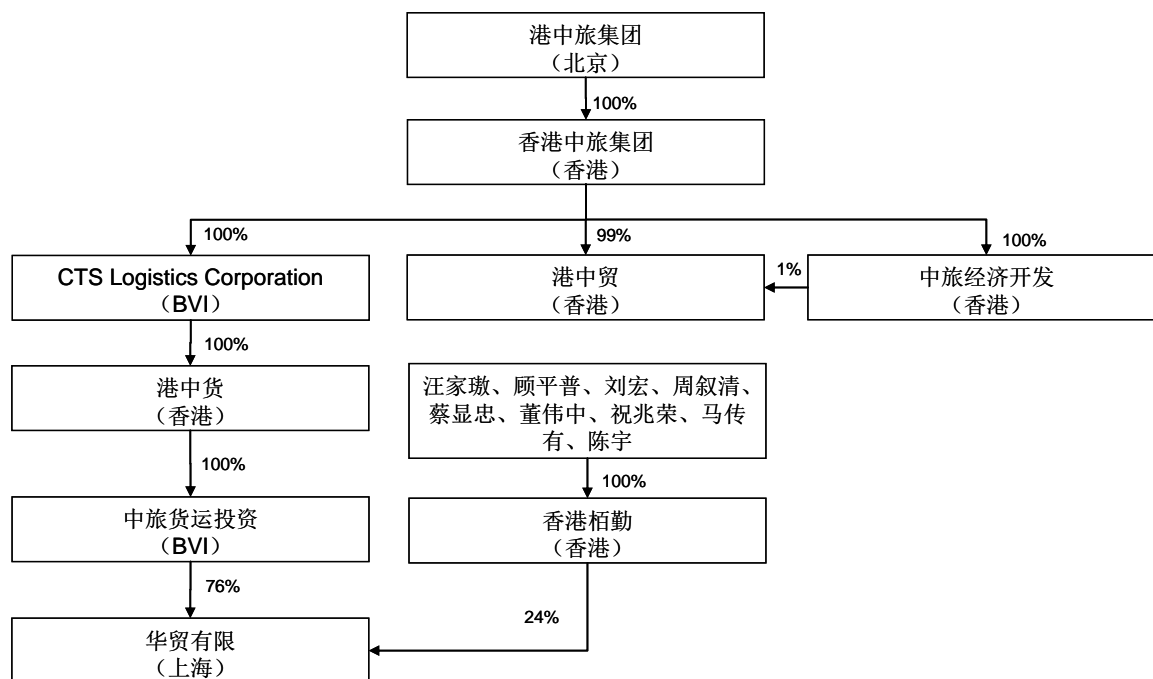 港中旅集团
（北京）
100%
香港中旅集团
（香港）
100%
99%
100%
CTS Logistics Corporation
（BVI）
港中贸
（香港）
1%
中旅经济开发
（香港）
100%
港中货
（香港）
汪家璈、顾平普、刘宏、周叙清、
蔡显忠、董伟中、祝兆荣、马传
有、陈宇
100%
100%
中旅货运投资
（BVI）
香港栢勤
（香港）
76%
24%
华贸有限
（上海）